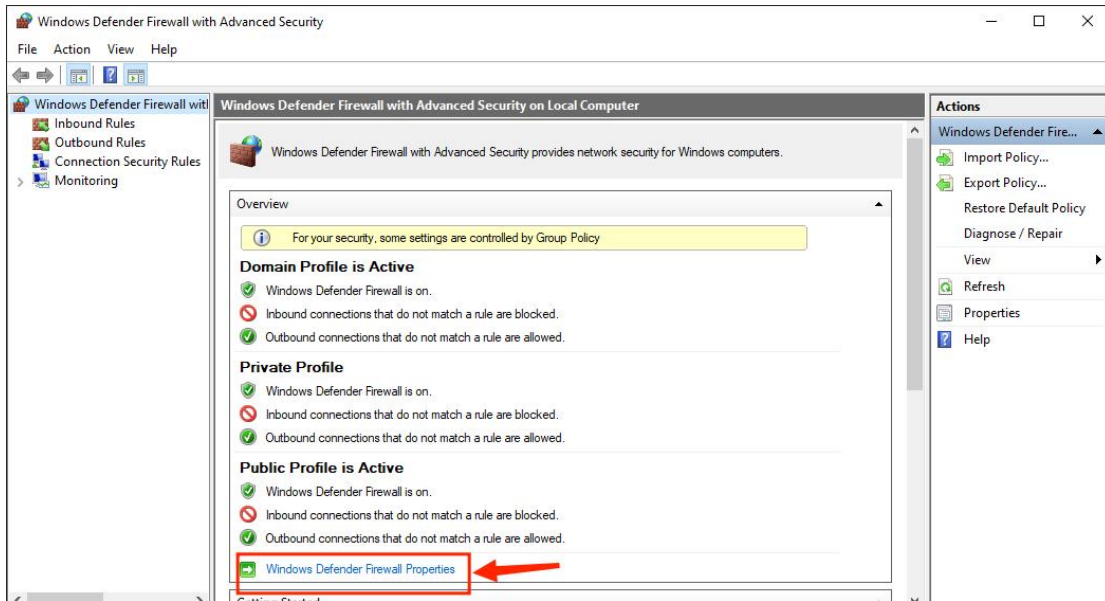 Windows Defender Firewall with Advanced Security
File Action View Help
Windows Defender Firewall witl
Inbound Rules
Outbound Rules
Connection Security Rules
Monitoring
Windows Defender Firewall with Advanced Security on Local Computer
Windows Defender Firewall with Advanced Security provides network security for Windows computers.
Overview
For your security, some settings are controlled by Group Policy
Domain Profile is Active
Windows Defender Firewall is on.
Inbound connections that do not match a rule are blocked.
Outbound connections that do not match a rule are allowed.
Private Profile
Windows Defender Firewall is on.
Inbound connections that do not match a rule are blocked.
Outbound connections that do not match a rule are allowed.
Public Profile is Active
Windows Defender Firewall is on.
Inbound connections that do not match a rule are blocked.
Outbound connections that do not match a rule are allowed.
Windows Defender Firewall Properties
Getting Started
Actions
Windows Defender Fire...
Import Policy...
Export Policy...
Restore Default Policy
Diagnose / Repair
View
Refresh
Properties
Help